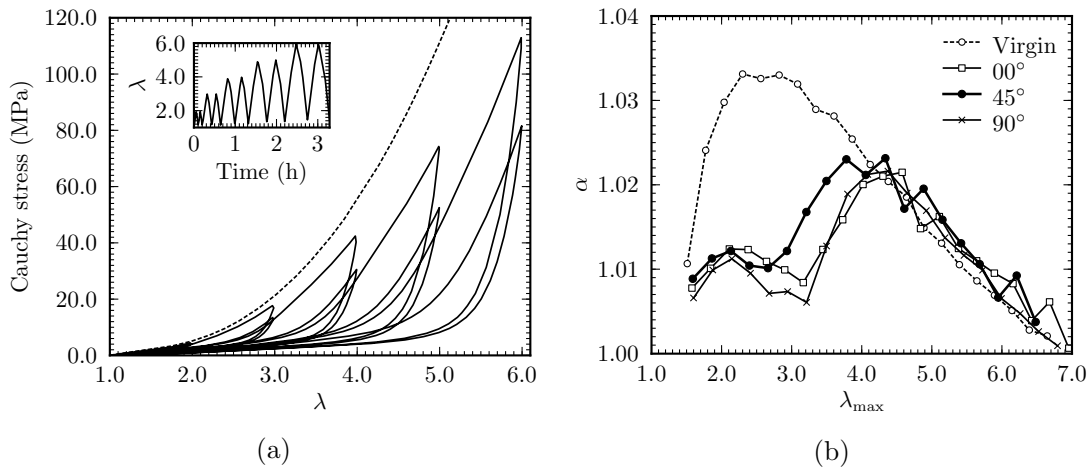 120.0
100.0
80.0
60.0
40.0
20.0
0.0
Cauchy stress (MPa)
1.0 2.0 3.0 4.0 5.0 6.0
λ
6.0
4.0
2.0
λ
0 1 2 3
Time (h)
(a)
1.04
1.03
1.02
1.01
1.00
α
Virgin
00°
45°
90°
1.0 2.0 3.0 4.0 5.0 6.0 7.0
λmax
(b)